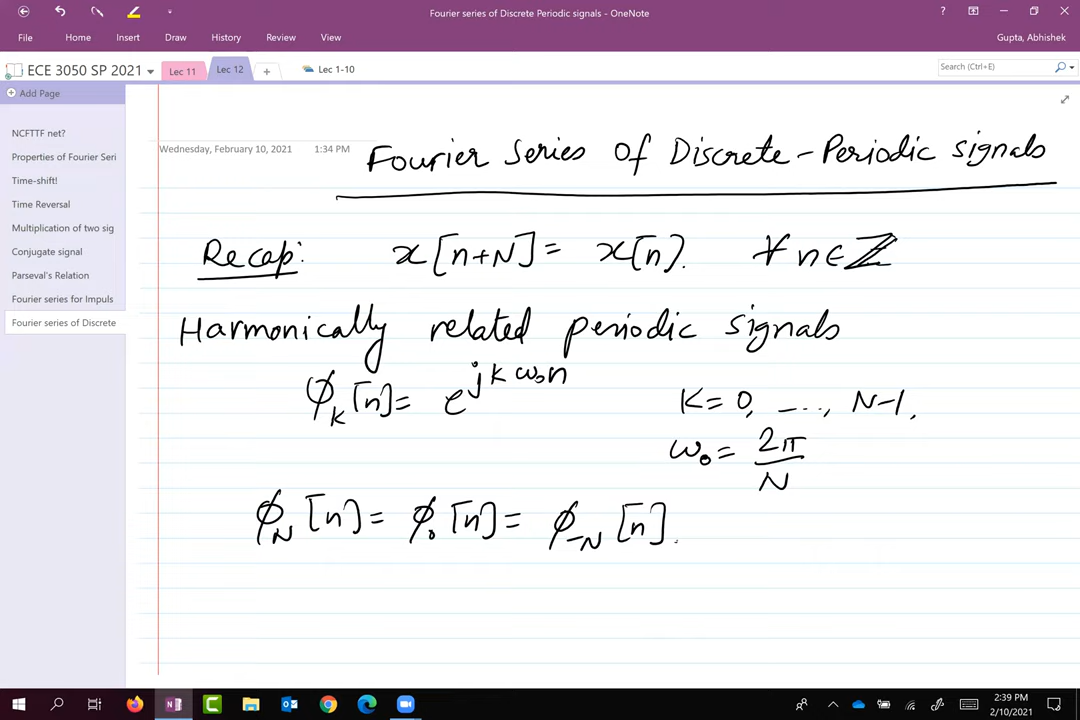 Fourier series of Discrete Periodic signals - OneNote
?
File
Home
Insert
Draw
History
Review
View
Gupta, Abhishek
ECE 3050 SP 2021
Lec 11
Lec 12
+
Lec 1-10
Search (Ctrl+E)
Add Page
NCFTTF net?
Properties of Fourier Seri
Time-shift!
Time Reversal
Multiplication of two sig
Conjugate signal
Parseval's Relation
Fourier series for Impuls
Fourier series of Discrete
Wednesday, February 10, 2021 1:34 PM
Fourier Series Of Discrete-Periodic signals
Recap: x[n+N] = x[n]. ∀ n∈ℤ
Harmonically related periodic signals
ϕ_k[n] = e^{jkω₀n} K = 0, ...., N-1,
ω₀ = 2π/N
ϕ_N[n] = ϕ₀[n] = ϕ_{-N}[n].
2:39 PM
2/10/2021